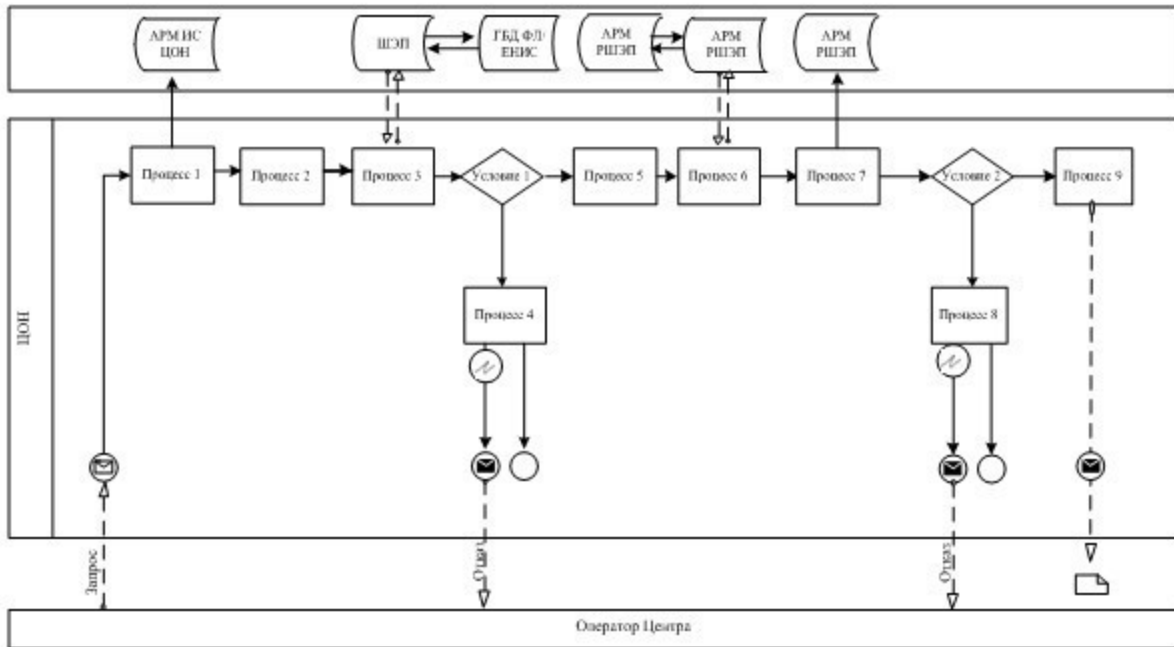 АРМ ИС
ЦОН
ШЭП
ГБД ФЛ/
ЕНИС
АРМ
РШЭП
АРМ
РШЭП
АРМ
РШЭП
Процесс 1
Процесс 2
Процесс 3
Условие 1
Процесс 5
Процесс 6
Процесс 7
Условие 2
Процесс 9
Процесс 4
Процесс 8
ЦОН
Запрос
Отказ
Отказ
Оператор Центра